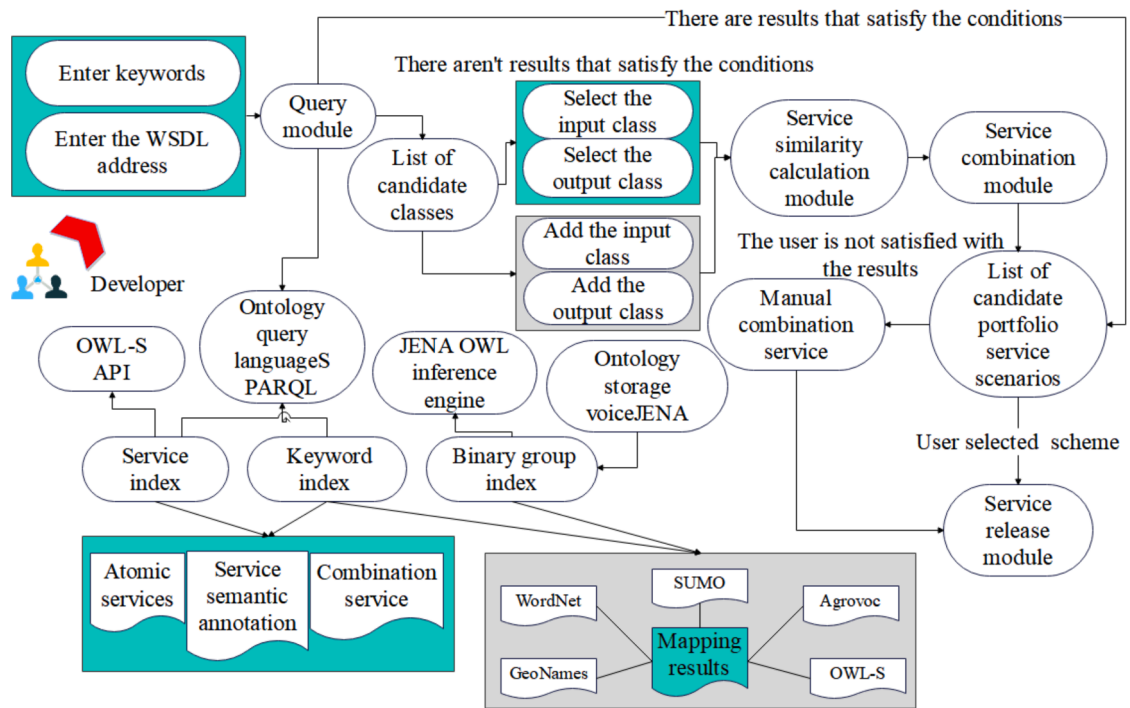 There are results that satisfy the conditions
Enter keywords
Enter the WSDL
address
Query
module
There aren't results that satisfy the conditions
List of
candidate
classes
Select the
input class
Select the
output class
Add the input
class
Add the
output class
Service
similarity
calculation
module
Service
combination
module
The user is not satisfied with
the results
Manual
combination
service
List of
candidate
portfolio
service
scenarios
Developer
Ontology
query
languageS
PARQL
OWL-S
API
JENA OWL
inference
engine
Ontology
storage
voiceJENA
Service
index
Keyword
index
Binary group
index
User selected scheme
Service
release
module
Atomic
services
Service
semantic
annotation
Combination
service
WordNet
SUMO
Agrovoc
Mapping
results
GeoNames
OWL-S